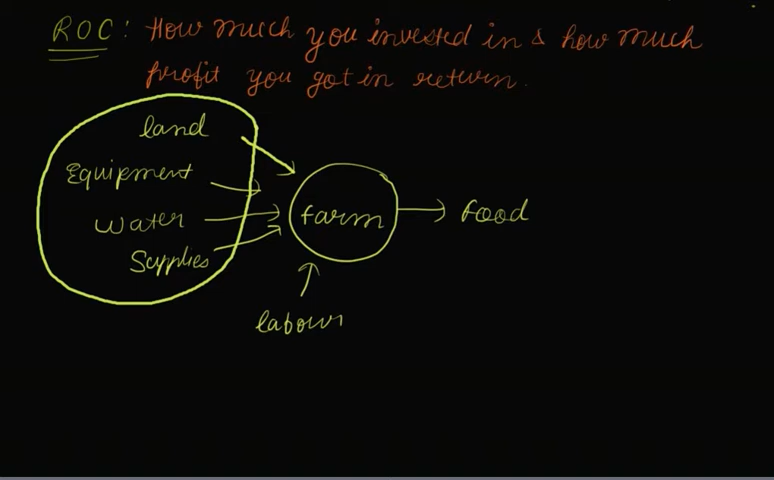 ROC: How much you invested in & how much
profit you got in return.
land
Equipment
Water
Supplies
farm
Food
labour